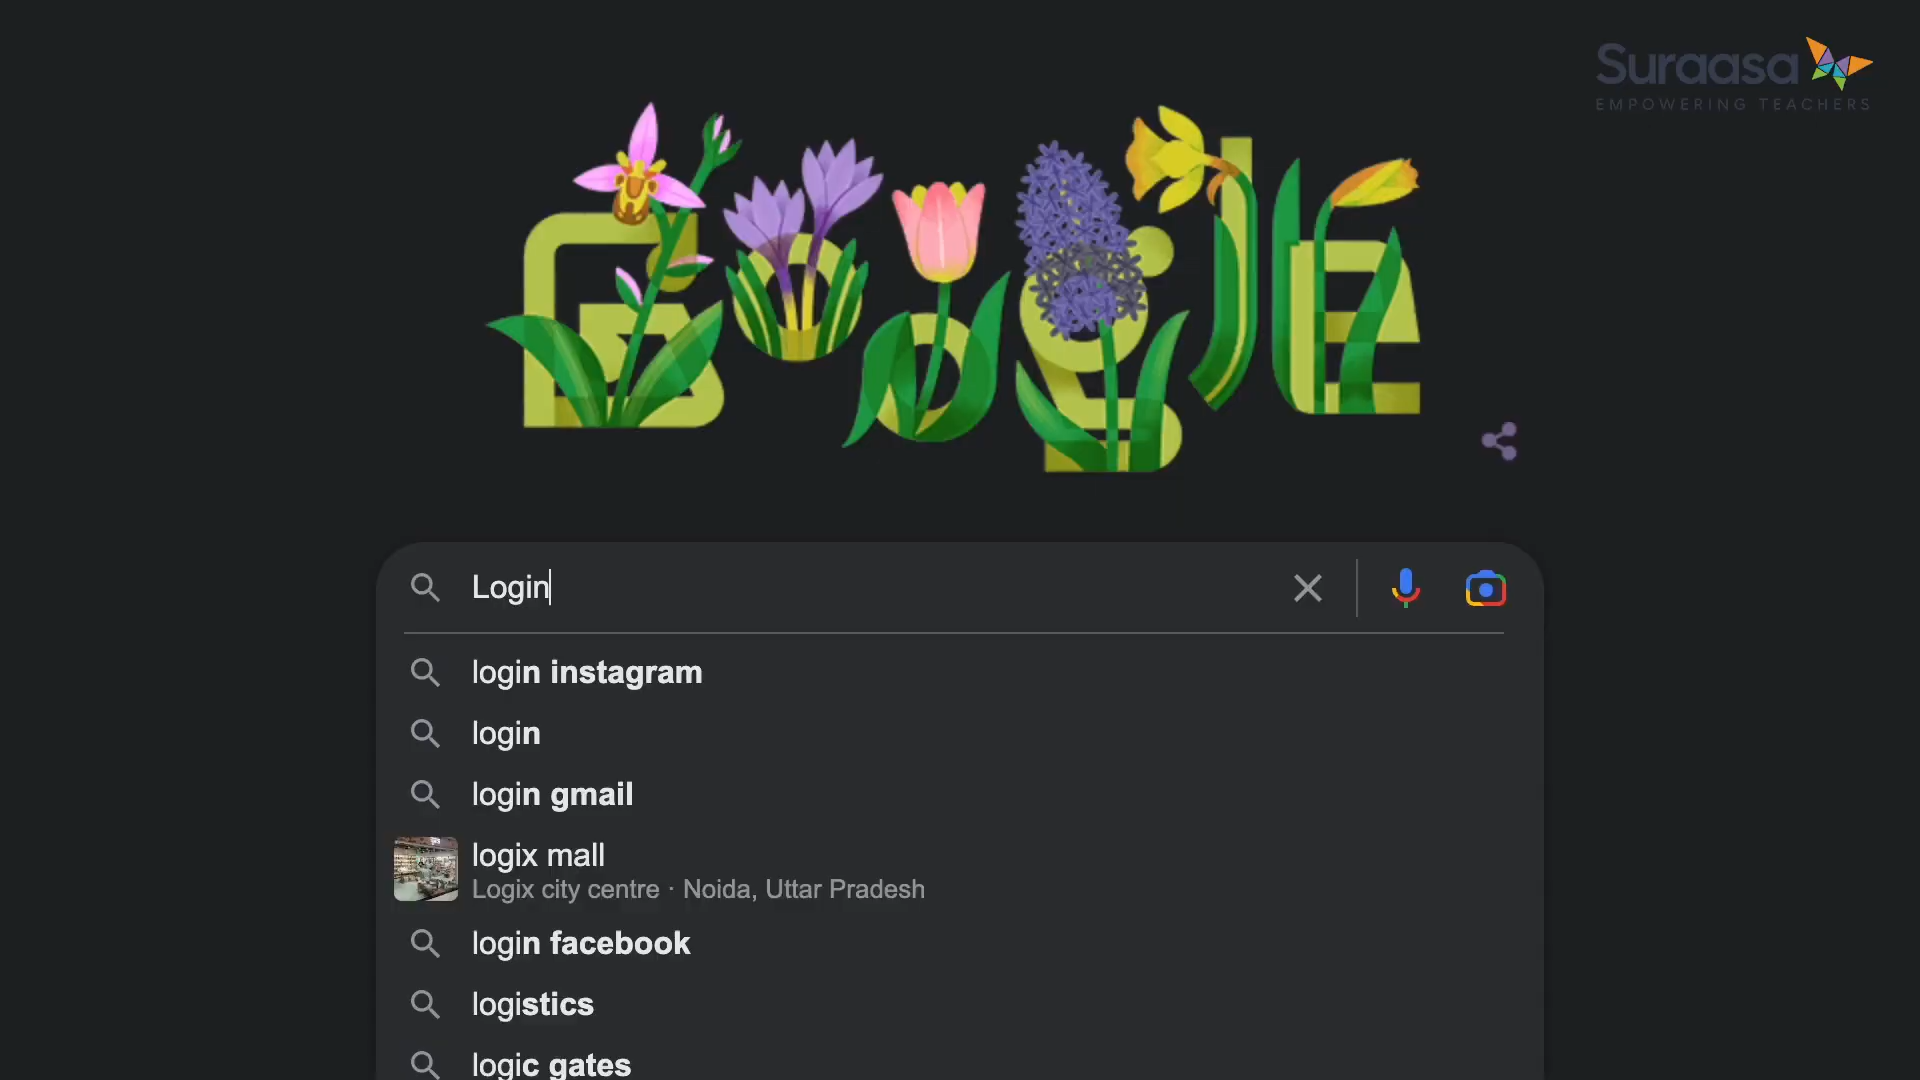 Suraasa
EMPOWERING TEACHERS
Google
Login
login instagram
login
login gmail
logix mall
Logix city centre · Noida, Uttar Pradesh
login facebook
logistics
logic gates